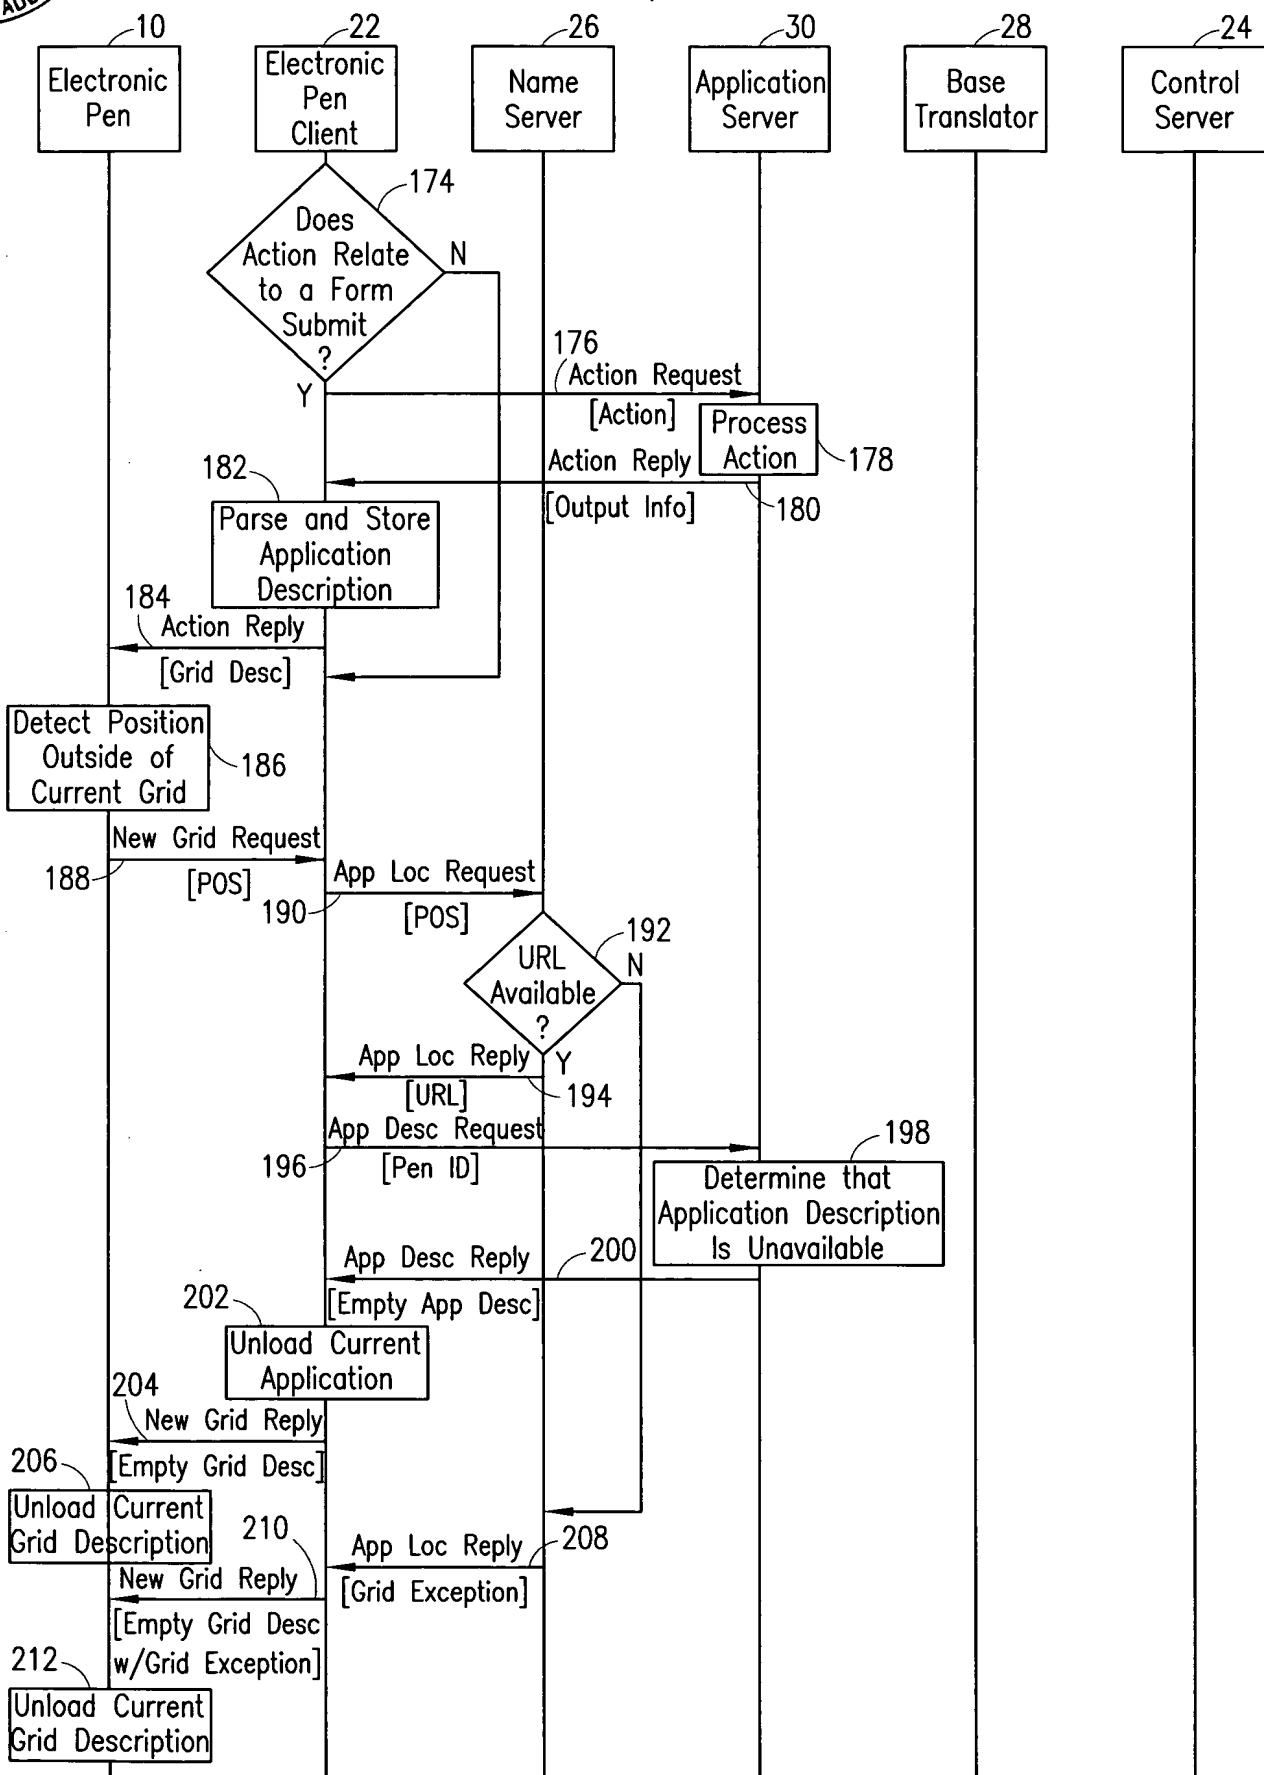 10
22
26
30
28
24
Electronic
Pen
Electronic
Pen
Client
Name
Server
Application
Server
Base
Translator
Control
Server
174
Does
Action Relate
to a Form
Submit
?
N
Y
176
Action Request
[Action]
Process
Action
178
Action Reply
[Output Info]
180
182
Parse and Store
Application
Description
184
Action Reply
[Grid Desc]
Detect Position
Outside of
Current Grid
186
New Grid Request
188
[POS]
App Loc Request
190
[POS]
192
URL
Available
?
N
Y
App Loc Reply
[URL]
194
App Desc Request
196
[Pen ID]
198
Determine that
Application Description
Is Unavailable
App Desc Reply
200
[Empty App Desc]
202
Unload Current
Application
204
New Grid Reply
[Empty Grid Desc]
206
Unload Current
Grid Description
App Loc Reply
208
[Grid Exception]
210
New Grid Reply
[Empty Grid Desc
w/Grid Exception]
212
Unload Current
Grid Description